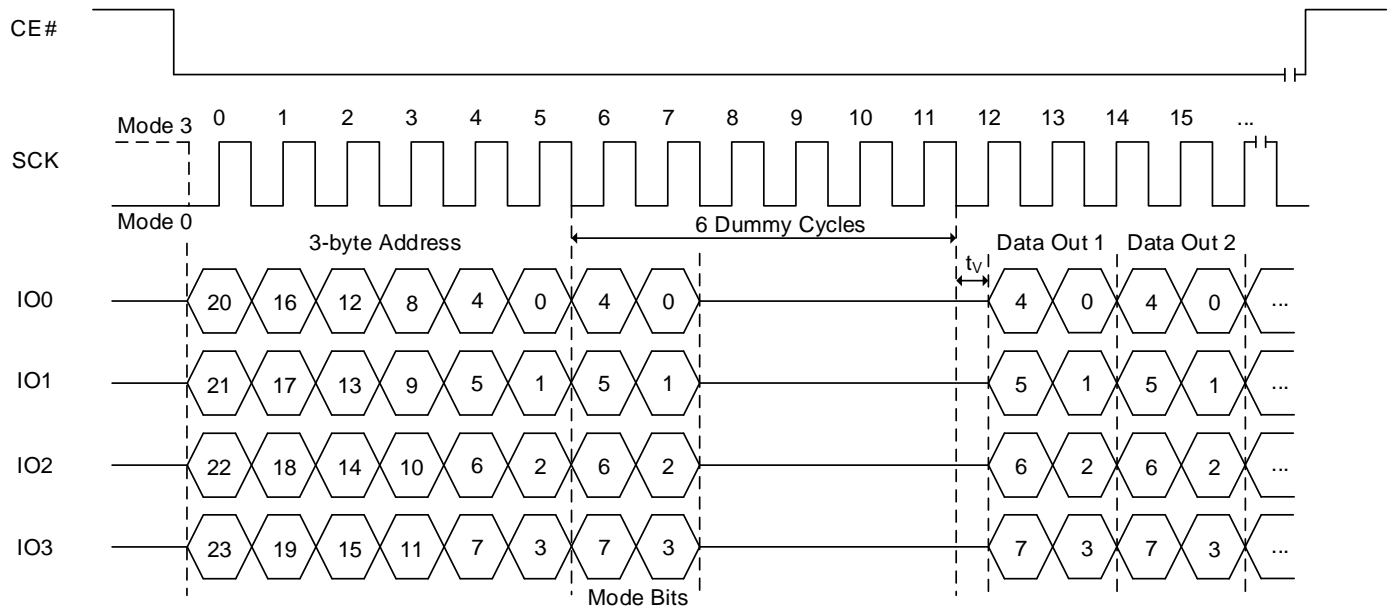 CE#
Mode 3 0 1 2 3 4 5 6 7 8 9 10 11 12 13 14 15 ...
SCK
Mode 0
3-byte Address 6 Dummy Cycles Data Out 1 Data Out 2
tV
IO0 20 16 12 8 4 0 4 0 4 0 4 0 ...
IO1 21 17 13 9 5 1 5 1 5 1 5 1 ...
IO2 22 18 14 10 6 2 6 2 6 2 6 2 ...
IO3 23 19 15 11 7 3 7 3 7 3 7 3 ...
Mode Bits